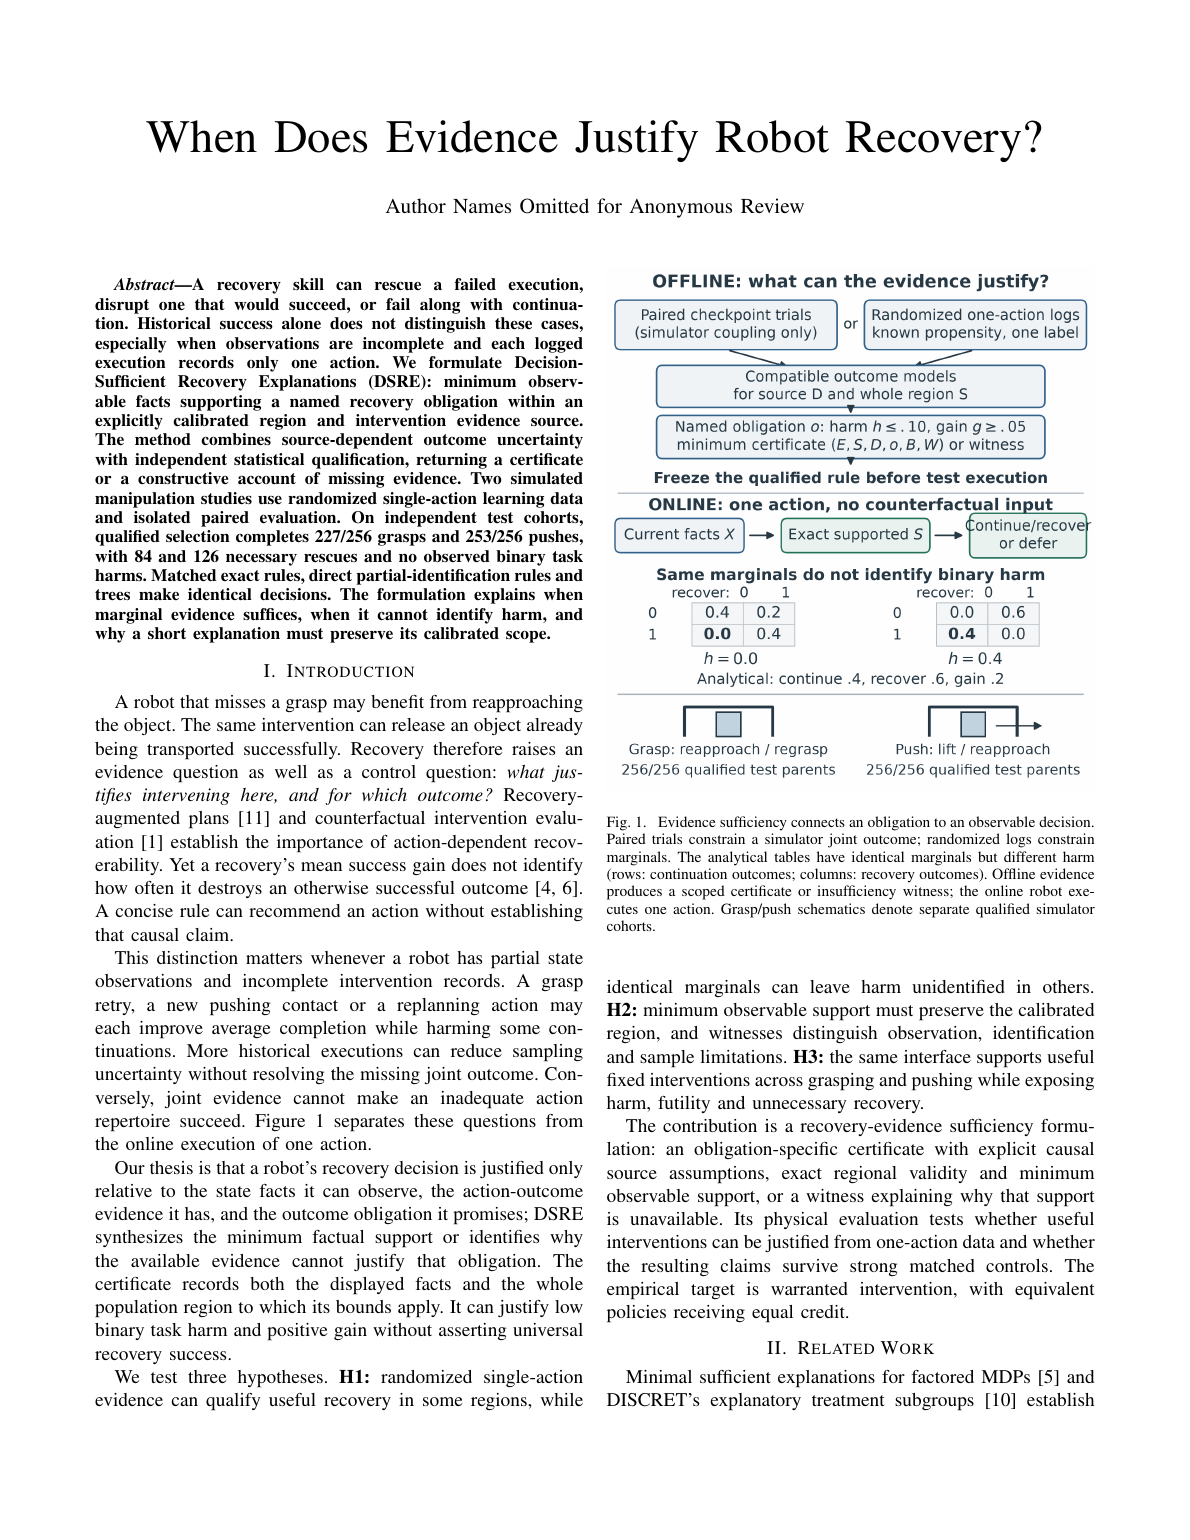 When Does Evidence Justify Robot Recovery?
Author Names Omitted for Anonymous Review
Abstract—A recovery skill can rescue a failed execution,
disrupt one that would succeed, or fail along with continua-
tion. Historical success alone does not distinguish these cases,
especially when observations are incomplete and each logged
execution records only one action. We formulate Decision-
Sufficient Recovery Explanations (DSRE): minimum observ-
able facts supporting a named recovery obligation within an
explicitly calibrated region and intervention evidence source.
The method combines source-dependent outcome uncertainty
with independent statistical qualification, returning a certificate
or a constructive account of missing evidence. Two simulated
manipulation studies use randomized single-action learning data
and isolated paired evaluation. On independent test cohorts,
qualified selection completes 227/256 grasps and 253/256 pushes,
with 84 and 126 necessary rescues and no observed binary task
harms. Matched exact rules, direct partial-identification rules and
trees make identical decisions. The formulation explains when
marginal evidence suffices, when it cannot identify harm, and
why a short explanation must preserve its calibrated scope.
I. INTRODUCTION
A robot that misses a grasp may benefit from reapproaching
the object. The same intervention can release an object already
being transported successfully. Recovery therefore raises an
evidence question as well as a control question: what jus-
tifies intervening here, and for which outcome? Recovery-
augmented plans [11] and counterfactual intervention evalu-
ation [1] establish the importance of action-dependent recov-
erability. Yet a recovery's mean success gain does not identify
how often it destroys an otherwise successful outcome [4, 6].
A concise rule can recommend an action without establishing
that causal claim.
This distinction matters whenever a robot has partial state
observations and incomplete intervention records. A grasp
retry, a new pushing contact or a replanning action may
each improve average completion while harming some con-
tinuations. More historical executions can reduce sampling
uncertainty without resolving the missing joint outcome. Con-
versely, joint evidence cannot make an inadequate action
repertoire succeed. Figure 1 separates these questions from
the online execution of one action.
Our thesis is that a robot's recovery decision is justified only
relative to the state facts it can observe, the action-outcome
evidence it has, and the outcome obligation it promises; DSRE
synthesizes the minimum factual support or identifies why
the available evidence cannot justify that obligation. The
certificate records both the displayed facts and the whole
population region to which its bounds apply. It can justify low
binary task harm and positive gain without asserting universal
recovery success.
We test three hypotheses. H1: randomized single-action
evidence can qualify useful recovery in some regions, while
OFFLINE: what can the evidence justify?
Paired checkpoint trials
(simulator coupling only)
or
Randomized one-action logs
known propensity, one label
Compatible outcome models
for source D and whole region S
Named obligation o: harm h ≤ .10, gain g ≥ .05
minimum certificate (E, S, D, o, B, W) or witness
Freeze the qualified rule before test execution
ONLINE: one action, no counterfactual input
Current facts X
Exact supported S
Continue/recover
or defer
Same marginals do not identify binary harm
recover: 0 1
0 0.4 0.2
1 0.0 0.4
h = 0.0
recover: 0 1
0 0.0 0.6
1 0.4 0.0
h = 0.4
Analytical: continue .4, recover .6, gain .2
Grasp: reapproach / regrasp
256/256 qualified test parents
Push: lift / reapproach
256/256 qualified test parents
Fig. 1. Evidence sufficiency connects an obligation to an observable decision.
Paired trials constrain a simulator joint outcome; randomized logs constrain
marginals. The analytical tables have identical marginals but different harm
(rows: continuation outcomes; columns: recovery outcomes). Offline evidence
produces a scoped certificate or insufficiency witness; the online robot exe-
cutes one action. Grasp/push schematics denote separate qualified simulator
cohorts.
identical marginals can leave harm unidentified in others.
H2: minimum observable support must preserve the calibrated
region, and witnesses distinguish observation, identification
and sample limitations. H3: the same interface supports useful
fixed interventions across grasping and pushing while exposing
harm, futility and unnecessary recovery.
The contribution is a recovery-evidence sufficiency formu-
lation: an obligation-specific certificate with explicit causal
source assumptions, exact regional validity and minimum
observable support, or a witness explaining why that support
is unavailable. Its physical evaluation tests whether useful
interventions can be justified from one-action data and whether
the resulting claims survive strong matched controls. The
empirical target is warranted intervention, with equivalent
policies receiving equal credit.
II. RELATED WORK
Minimal sufficient explanations for factored MDPs [5] and
DISCRET's explanatory treatment subgroups [10] establish